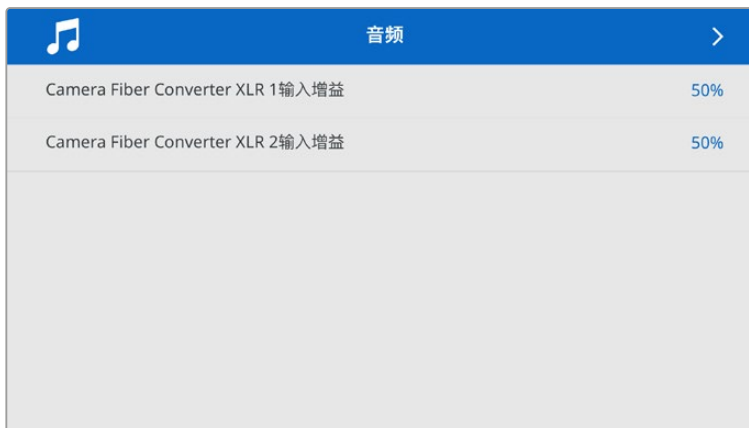 音频
Camera Fiber Converter XLR 1输入增益 50%
Camera Fiber Converter XLR 2输入增益 50%